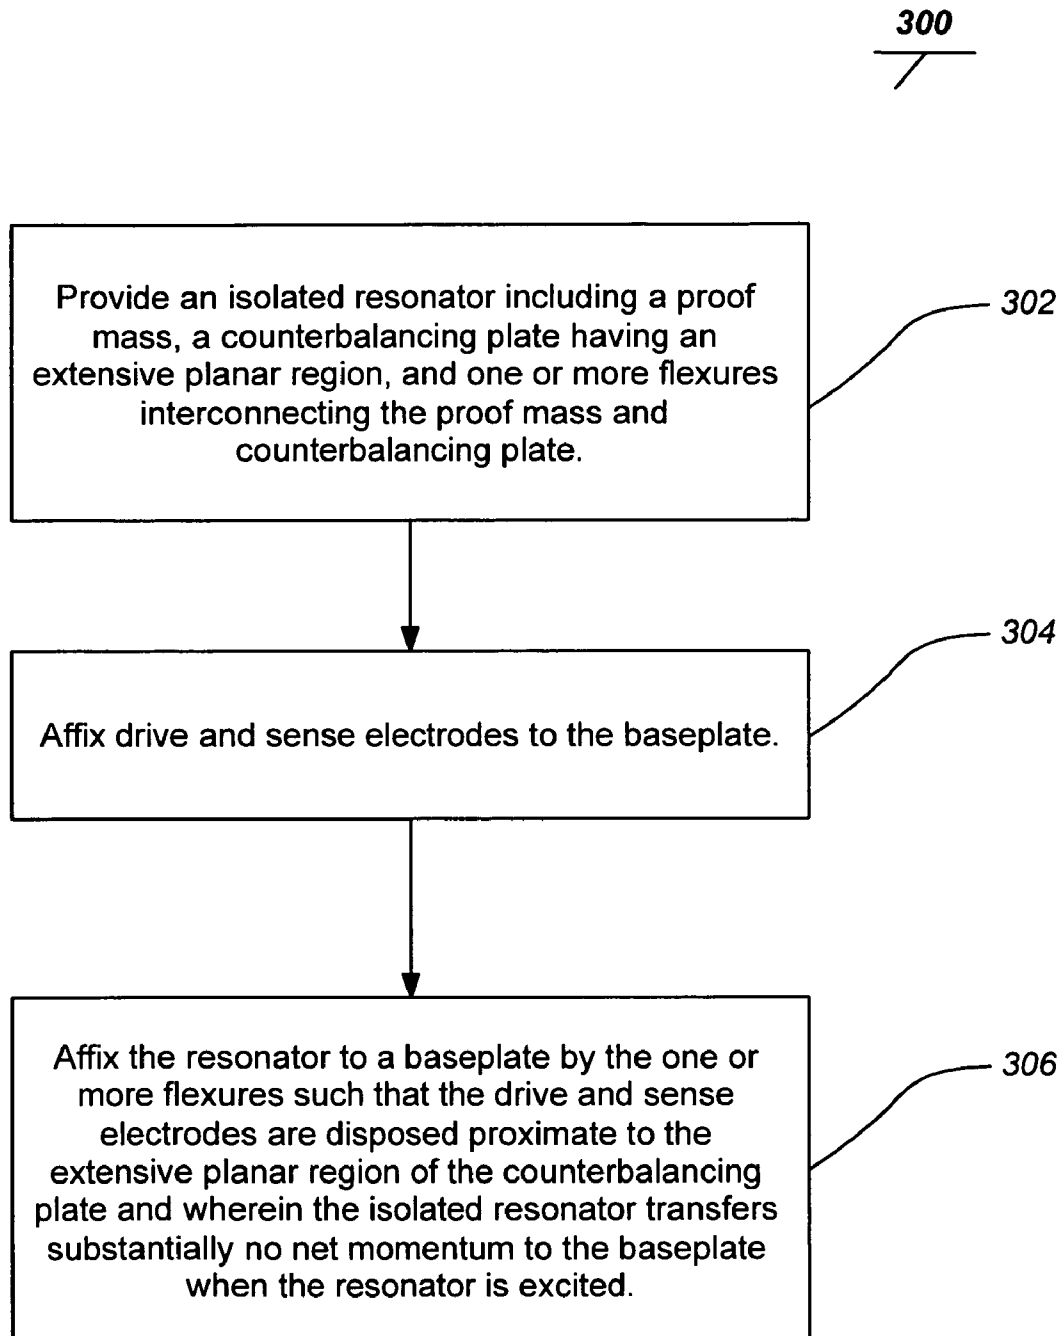 300
Provide an isolated resonator including a proof
mass, a counterbalancing plate having an
extensive planar region, and one or more flexures
interconnecting the proof mass and
counterbalancing plate.
302
304
Affix drive and sense electrodes to the baseplate.
Affix the resonator to a baseplate by the one or
more flexures such that the drive and sense
electrodes are disposed proximate to the
extensive planar region of the counterbalancing
plate and wherein the isolated resonator transfers
substantially no net momentum to the baseplate
when the resonator is excited.
306